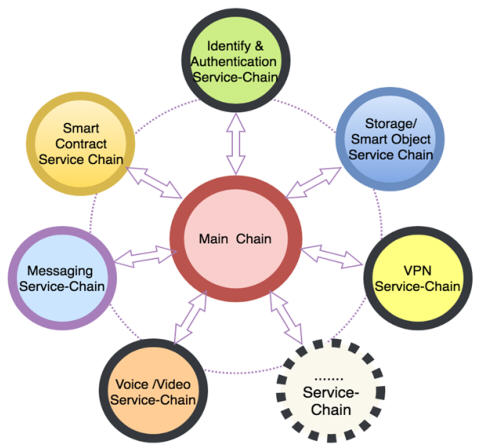 Identify &
Authentication
Service-Chain
Smart
Contract
Service Chain
Storage/
Smart Object
Service Chain
Main Chain
Messaging
Service-Chain
VPN
Service-Chain
Voice /Video
Service-Chain
.......
Service-
Chain